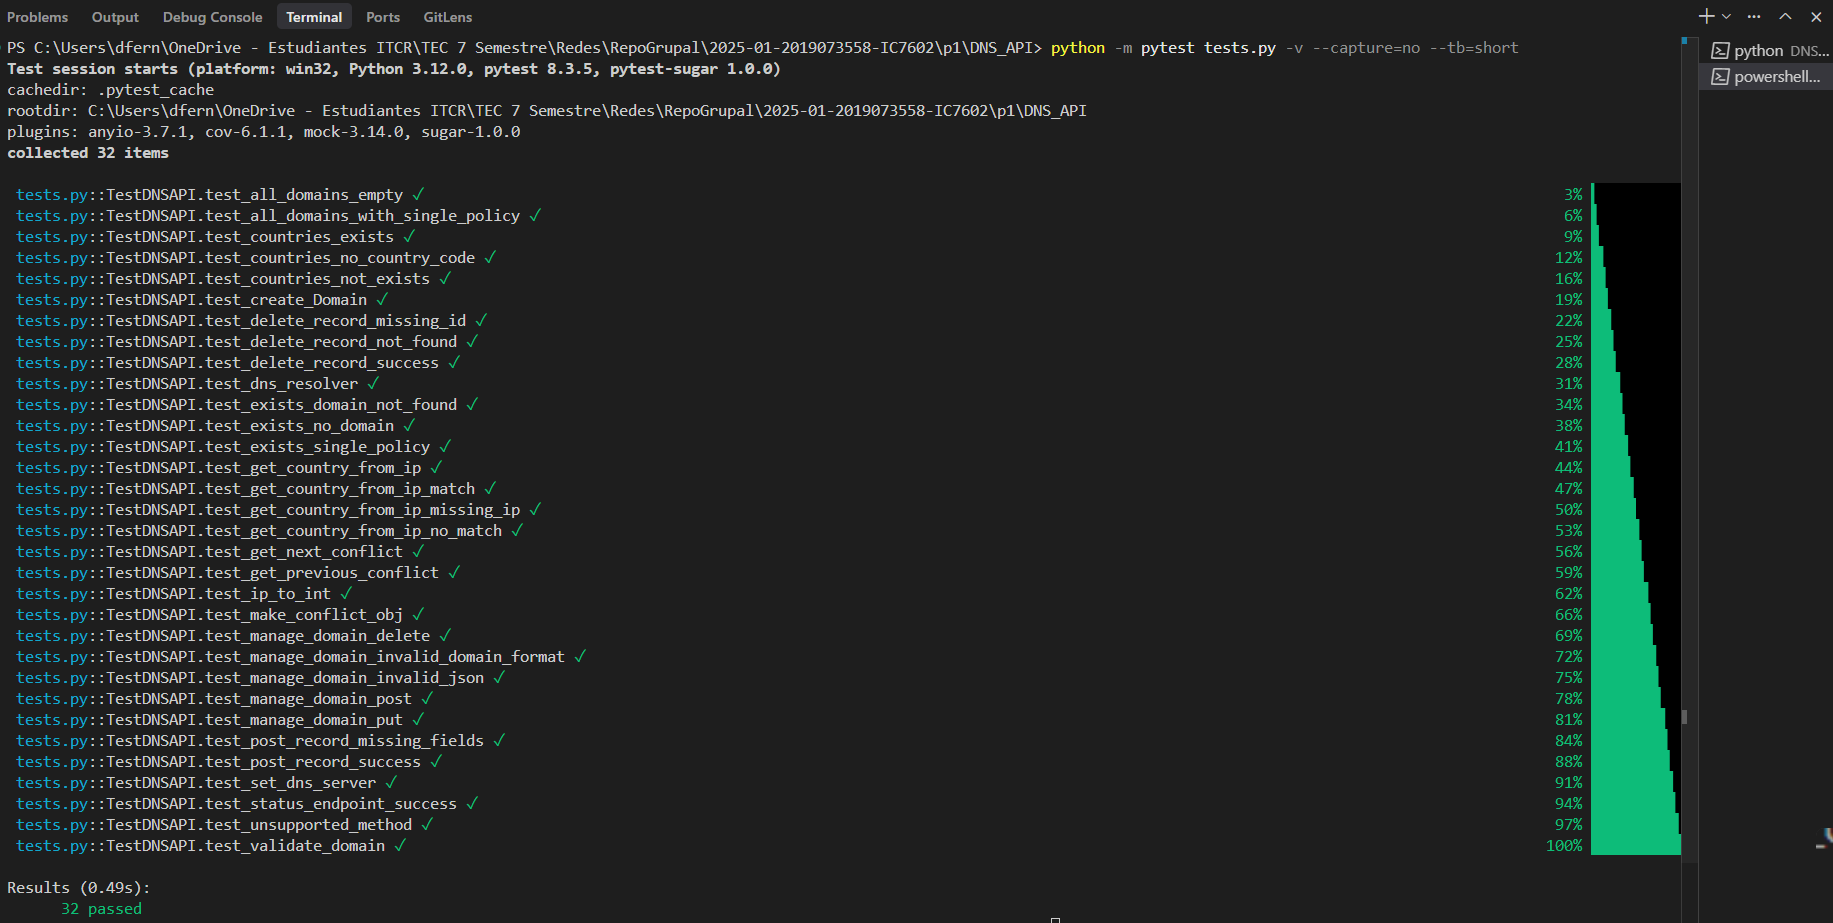 Problems Output Debug Console Terminal Ports GitLens
PS C:\Users\dfern\OneDrive - Estudiantes ITCR\TEC 7 Semestre\Redes\RepoGrupal\2025-01-2019073558-IC7602\p1\DNS_API> python -m pytest tests.py -v --capture=no --tb=short
python DNS...
Test session starts (platform: win32, Python 3.12.0, pytest 8.3.5, pytest-sugar 1.0.0)
powershell...
cachedir: .pytest_cache
rootdir: C:\Users\dfern\OneDrive - Estudiantes ITCR\TEC 7 Semestre\Redes\RepoGrupal\2025-01-2019073558-IC7602\p1\DNS_API
plugins: anyio-3.7.1, cov-6.1.1, mock-3.14.0, sugar-1.0.0
collected 32 items
tests.py::TestDNSAPI.test_all_domains_empty ✓ 3%
tests.py::TestDNSAPI.test_all_domains_with_single_policy ✓ 6%
tests.py::TestDNSAPI.test_countries_exists ✓ 9%
tests.py::TestDNSAPI.test_countries_no_country_code ✓ 12%
tests.py::TestDNSAPI.test_countries_not_exists ✓ 16%
tests.py::TestDNSAPI.test_create_Domain ✓ 19%
tests.py::TestDNSAPI.test_delete_record_missing_id ✓ 22%
tests.py::TestDNSAPI.test_delete_record_not_found ✓ 25%
tests.py::TestDNSAPI.test_delete_record_success ✓ 28%
tests.py::TestDNSAPI.test_dns_resolver ✓ 31%
tests.py::TestDNSAPI.test_exists_domain_not_found ✓ 34%
tests.py::TestDNSAPI.test_exists_no_domain ✓ 38%
tests.py::TestDNSAPI.test_exists_single_policy ✓ 41%
tests.py::TestDNSAPI.test_get_country_from_ip ✓ 44%
tests.py::TestDNSAPI.test_get_country_from_ip_match ✓ 47%
tests.py::TestDNSAPI.test_get_country_from_ip_missing_ip ✓ 50%
tests.py::TestDNSAPI.test_get_country_from_ip_no_match ✓ 53%
tests.py::TestDNSAPI.test_get_next_conflict ✓ 56%
tests.py::TestDNSAPI.test_get_previous_conflict ✓ 59%
tests.py::TestDNSAPI.test_ip_to_int ✓ 62%
tests.py::TestDNSAPI.test_make_conflict_obj ✓ 66%
tests.py::TestDNSAPI.test_manage_domain_delete ✓ 69%
tests.py::TestDNSAPI.test_manage_domain_invalid_domain_format ✓ 72%
tests.py::TestDNSAPI.test_manage_domain_invalid_json ✓ 75%
tests.py::TestDNSAPI.test_manage_domain_post ✓ 78%
tests.py::TestDNSAPI.test_manage_domain_put ✓ 81%
tests.py::TestDNSAPI.test_post_record_missing_fields ✓ 84%
tests.py::TestDNSAPI.test_post_record_success ✓ 88%
tests.py::TestDNSAPI.test_set_dns_server ✓ 91%
tests.py::TestDNSAPI.test_status_endpoint_success ✓ 94%
tests.py::TestDNSAPI.test_unsupported_method ✓ 97%
tests.py::TestDNSAPI.test_validate_domain ✓ 100%
Results (0.49s):
32 passed